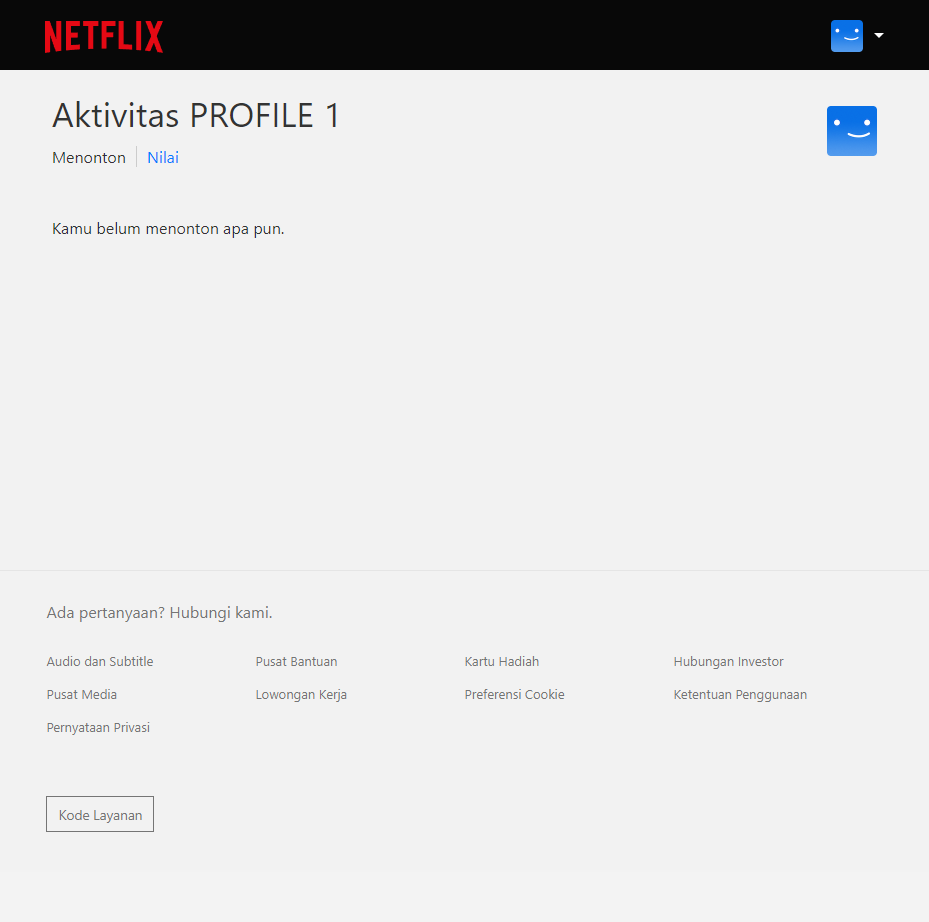 NETFLIX
Aktivitas PROFILE 1
Menonton Nilai
Kamu belum menonton apa pun.
Ada pertanyaan? Hubungi kami.
Audio dan Subtitle Pusat Bantuan Kartu Hadiah Hubungan Investor
Pusat Media Lowongan Kerja Preferensi Cookie Ketentuan Penggunaan
Pernyataan Privasi
Kode Layanan